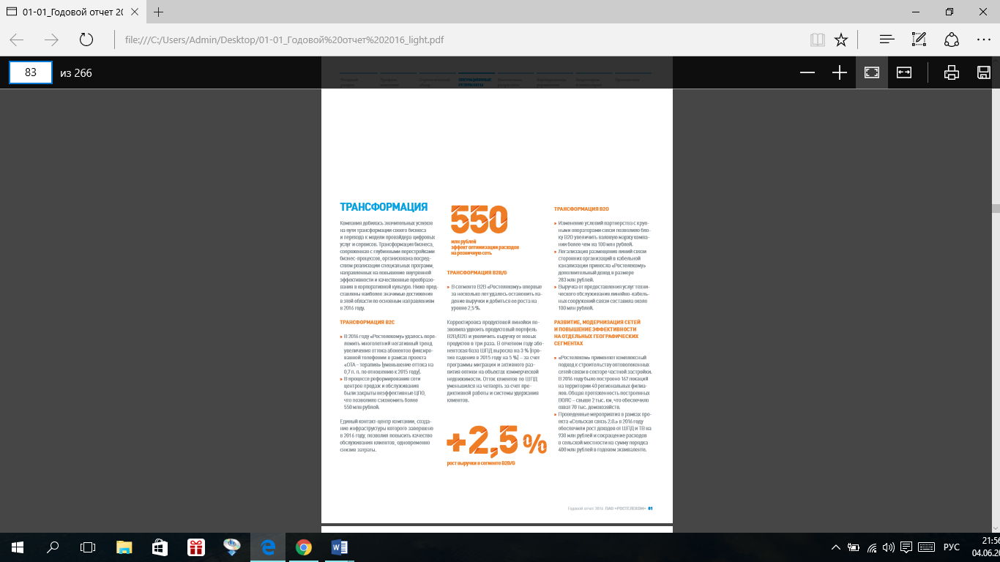 01-01_Годовой отчет 20
file:///C:/Users/Admin/Desktop/01-01_Годовой%20отчет%202016_light.pdf
83 из 266
ТРАНСФОРМАЦИЯ
Компания добилась значительных успехов
на пути трансформации своего бизнеса
и перехода к модели провайдера цифровых
услуг и сервисов. Трансформация бизнеса,
сопряженная с глубинными перестройками
бизнес-процессов, организована посред-
ством реализации специальных программ,
направленных на повышение внутренней
эффективности и качественные преобразо-
вания в корпоративной культуре. Ниже пред-
ставлены наиболее значимые достижения
в этой области по основным направлениям
в 2016 году.
ТРАНСФОРМАЦИЯ B2C
» В 2016 году «Ростелекому» удалось пере-
ломить многолетний негативный тренд
увеличения оттока абонентов фиксиро-
ванной телефонии в рамках проекта
«ОТА – терапия» (уменьшение оттока на
0,7 п. п. по отношению к 2015 году).
» В процессе реформирования сети
центров продаж и обслуживания
были закрыты неэффективные ЦПО,
что позволило сэкономить более
550 млн рублей.
Единый контакт-центр компании, созда-
ние инфраструктуры которого завершено
в 2016 году, позволил повысить качество
обслуживания клиентов, одновременно
снизив затраты.
550
млн рублей
эффект оптимизации расходов
на розничную сеть
ТРАНСФОРМАЦИЯ B2B/G
» В сегменте B2B «Ростелекому» впервые
за несколько лет удалось остановить па-
дение выручки и добиться ее роста на
уровне 2,5 %.
Корректировка продуктовой линейки по-
зволила удвоить продуктовый портфель
B2B/B2G и увеличить выручку от новых
продуктов в три раза. В отчетном году або-
нентская база ШПД выросла на 3 % (про-
тив падения в 2015 году на 5 %) – за счет
программы миграции и активного раз-
вития оптики на объектах коммерческой
недвижимости. Отток клиентов по ШПД
уменьшился на четверть за счет пре-
диктивной работы и системы удержания
клиентов.
+2,5 %
рост выручки в сегменте B2B/G
ТРАНСФОРМАЦИЯ B2O
» Изменение условий партнерства с круп-
ными операторами связи позволило бло-
ку B2O увеличить валовую маржу компа-
нии более чем на 100 млн рублей.
» Легализация размещения линий связи
сторонних организаций в кабельной
канализации принесла «Ростелекому»
дополнительный доход в размере
283 млн рублей.
» Выручка от предоставления услуг техни-
ческого обслуживания линейно-кабель-
ных сооружений связи составила около
100 млн рублей.
РАЗВИТИЕ, МОДЕРНИЗАЦИЯ СЕТЕЙ
И ПОВЫШЕНИЕ ЭФФЕКТИВНОСТИ
НА ОТДЕЛЬНЫХ ГЕОГРАФИЧЕСКИХ
СЕГМЕНТАХ
» «Ростелеком» применяет комплексный
подход к строительству оптоволоконных
сетей связи в секторе частной застройки.
В 2016 году было построено 167 локаций
на территории 40 региональных филиа-
лов. Общая протяженность построенных
ВОЛС – свыше 2 тыс. км, что обеспечило
охват 70 тыс. домохозяйств.
» Проведенные мероприятия в рамках про-
екта «Сельская связь 2.0.» в 2016 году
обеспечили рост доходов от ШПД и ТВ на
930 млн рублей и сокращение расходов
в сельской местности на сумму порядка
400 млн рублей в годовом эквиваленте.
Годовой отчет 2016 ПАО «РОСТЕЛЕКОМ» 81
РУС
21:56
04.06.20